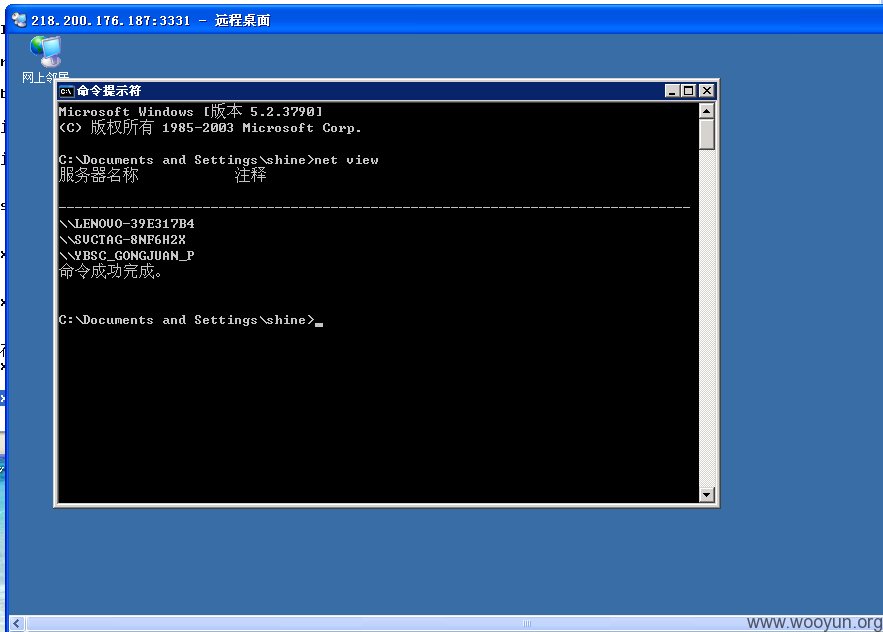 218.200.176.187:3331 - 远程桌面
网上邻居
命令提示符
Microsoft Windows [版本 5.2.3790]
(C) 版权所有 1985-2003 Microsoft Corp.
C:\Documents and Settings\shine>net view
服务器名称 注释
-------------------------------------------------------------------------------
\\LENOVO-39E317B4
\\SVCTAG-8NF6H2X
\\YBSC_GONGJUAN_P
命令成功完成。
C:\Documents and Settings\shine>_
www.wooyun.org